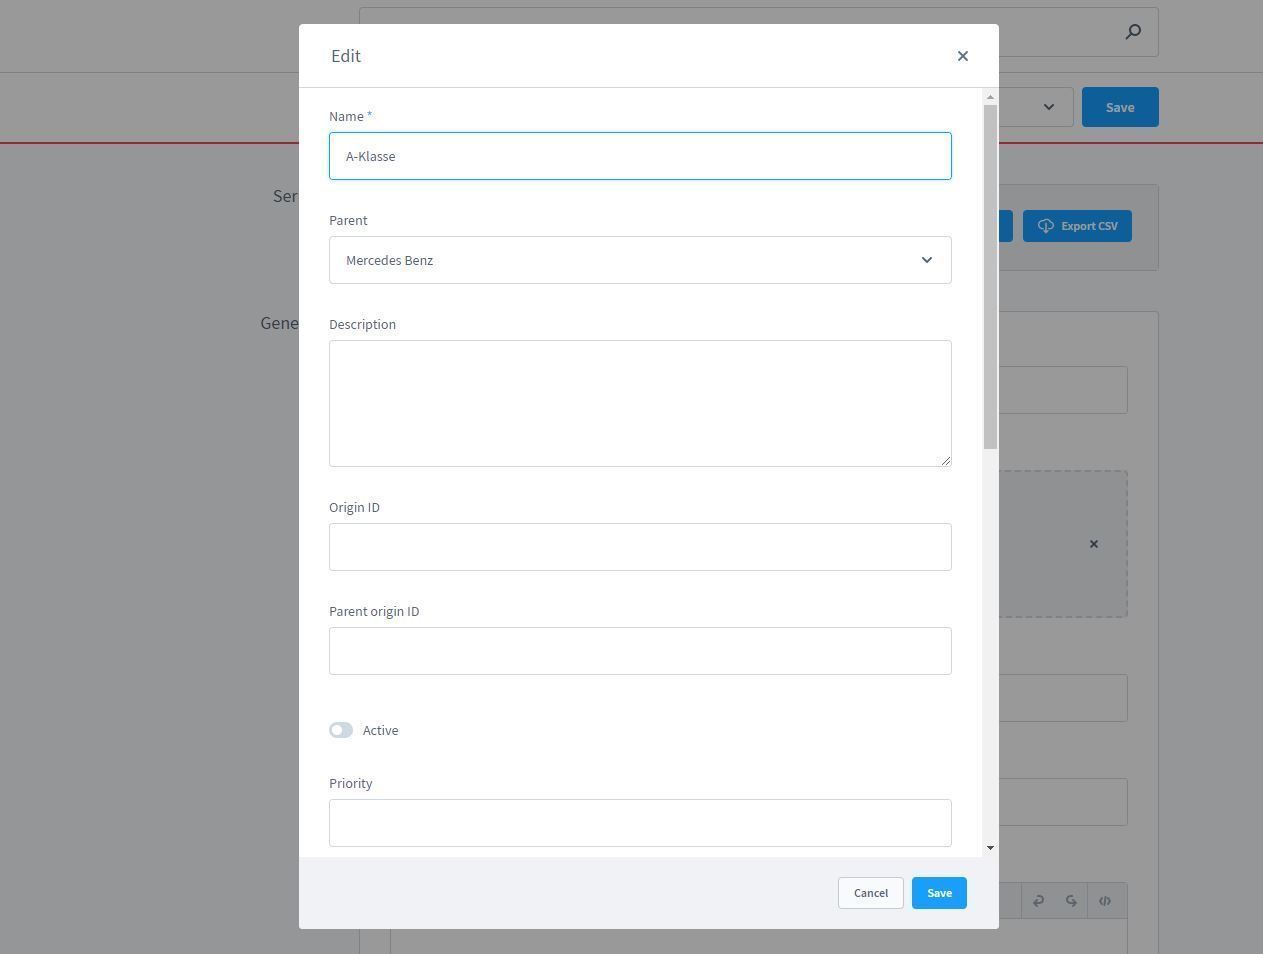 Edit
Save
Name *
A-Klasse
Ser
Parent
Export CSV
Mercedes Benz
Gene
Description
Origin ID
Parent origin ID
Active
Priority
Cancel
Save